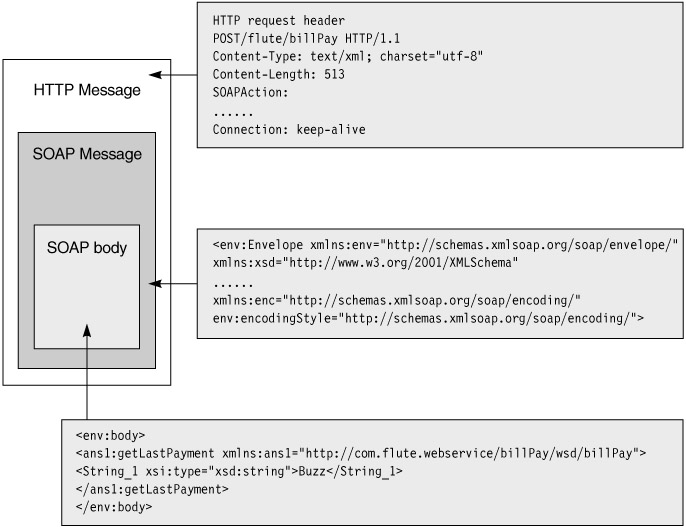 HTTP request header
POST/flute/billPay HTTP/1.1
Content-Type: text/xml; charset="utf-8"
Content-Length: 513
SOAPAction:
......
Connection: keep-alive
HTTP Message
SOAP Message
SOAP body
<env:Envelope xmlns:env="http://schemas.xmlsoap.org/soap/envelope/"
xmlns:xsd="http://www.w3.org/2001/XMLSchema"
......
xmlns:enc="http://schemas.xmlsoap.org/soap/encoding/"
env:encodingStyle="http://schemas.xmlsoap.org/soap/encoding/">
<env:body>
<ans1:getLastPayment xmlns:ans1="http://com.flute.webservice/billPay/wsd/billPay">
<String_1 xsi:type="xsd:string">Buzz</String_1>
</ans1:getLastPayment>
</env:body>